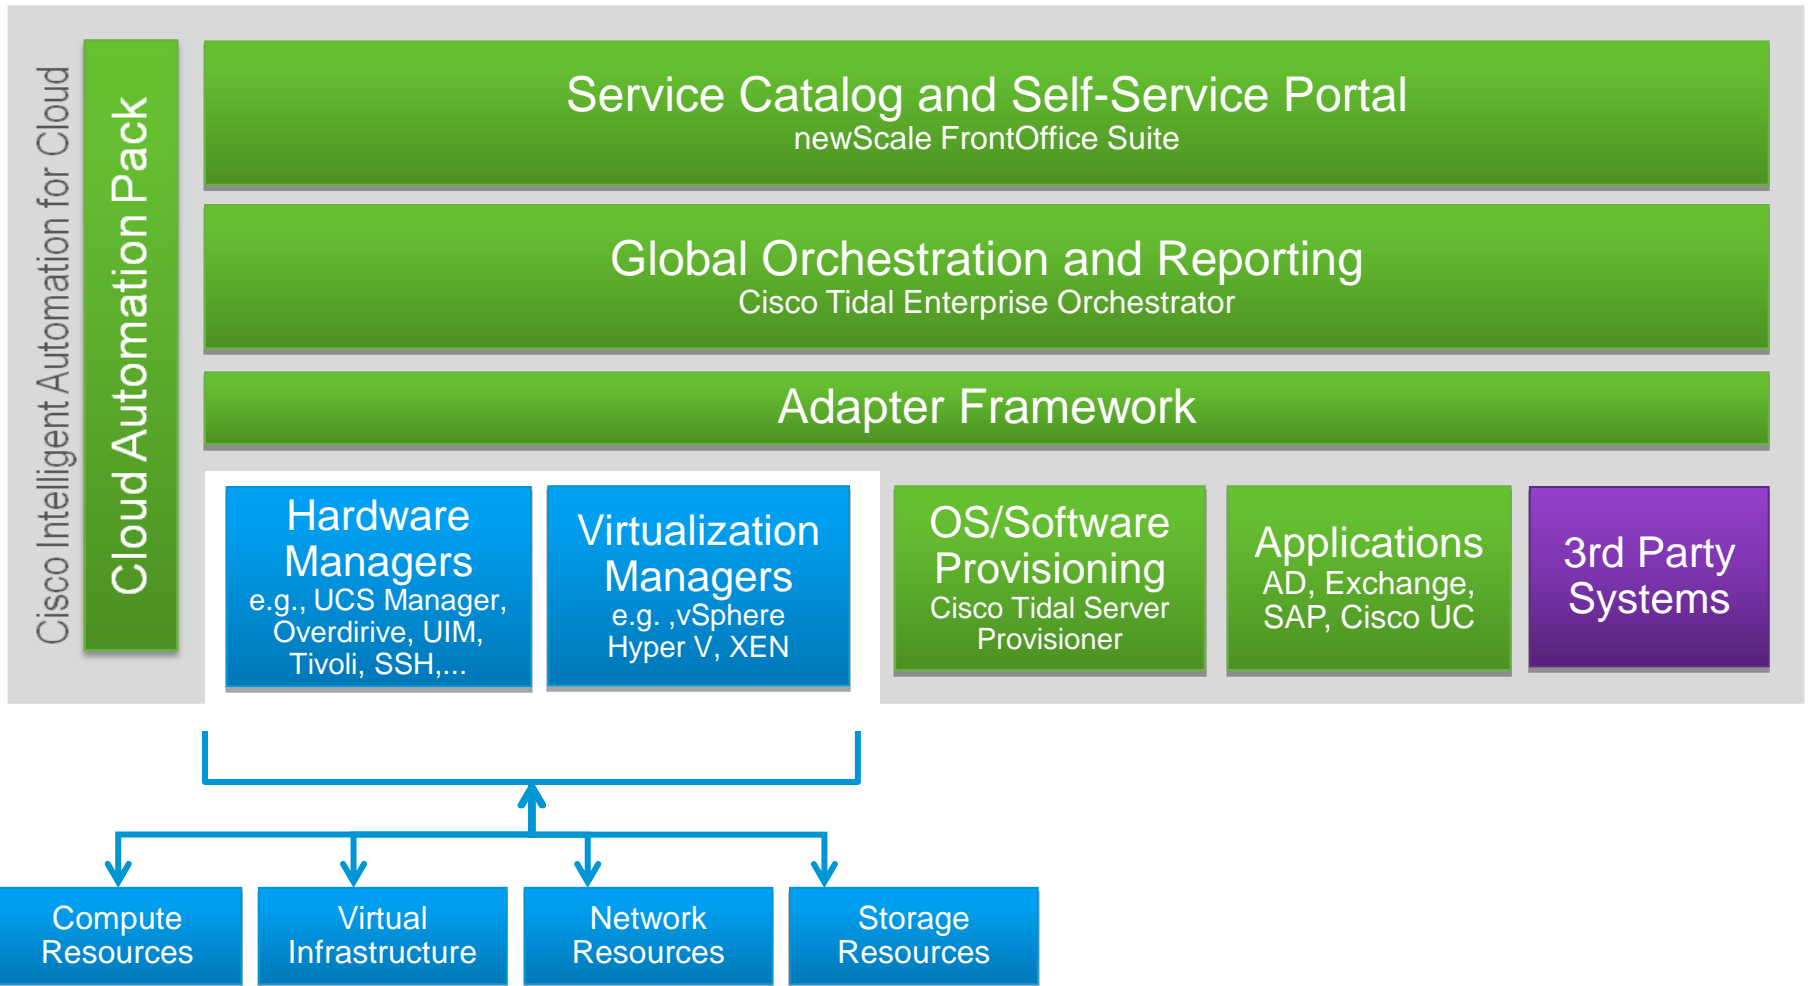 Cisco Intelligent Automation for Cloud
Cloud Automation Pack
Service Catalog and Self-Service Portal
newScale FrontOffice Suite
Global Orchestration and Reporting
Cisco Tidal Enterprise Orchestrator
Adapter Framework
Hardware
Managers
e.g., UCS Manager,
Overdirive, UIM,
Tivoli, SSH,...
Virtualization
Managers
e.g. ,vSphere
Hyper V, XEN
OS/Software
Provisioning
Cisco Tidal Server
Provisioner
Applications
AD, Exchange,
SAP, Cisco UC
3rd Party
Systems
Compute
Resources
Virtual
Infrastructure
Network
Resources
Storage
Resources